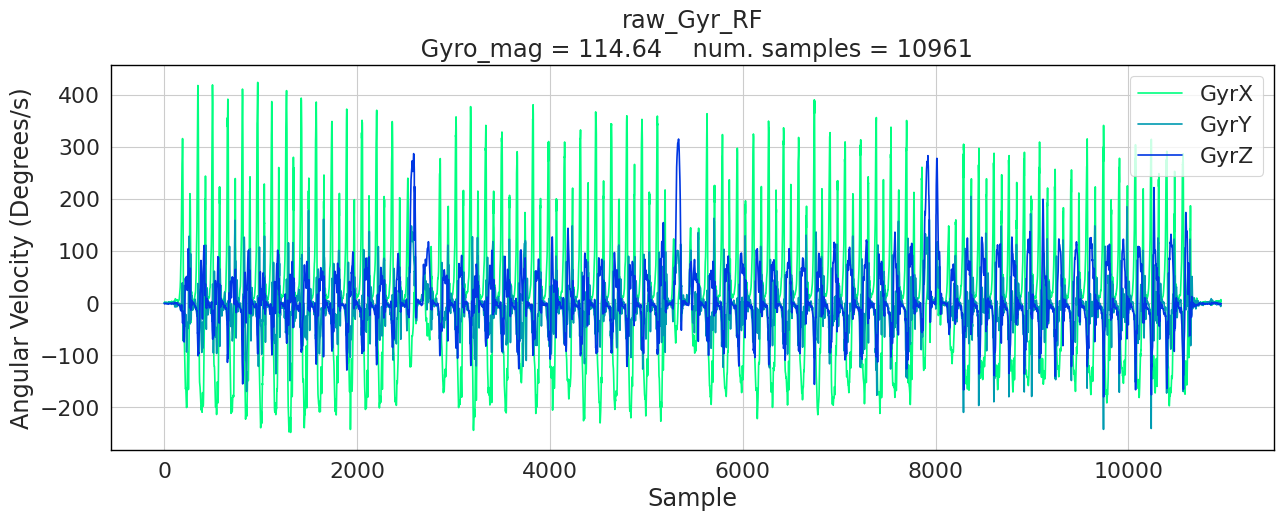 raw_Gyr_RF
Gyro_mag = 114.64    num. samples = 10961
GyrX
GyrY
GyrZ
Angular Velocity (Degrees/s)
400
300
200
100
0
−100
−200
0
2000
4000
6000
8000
10000
Sample